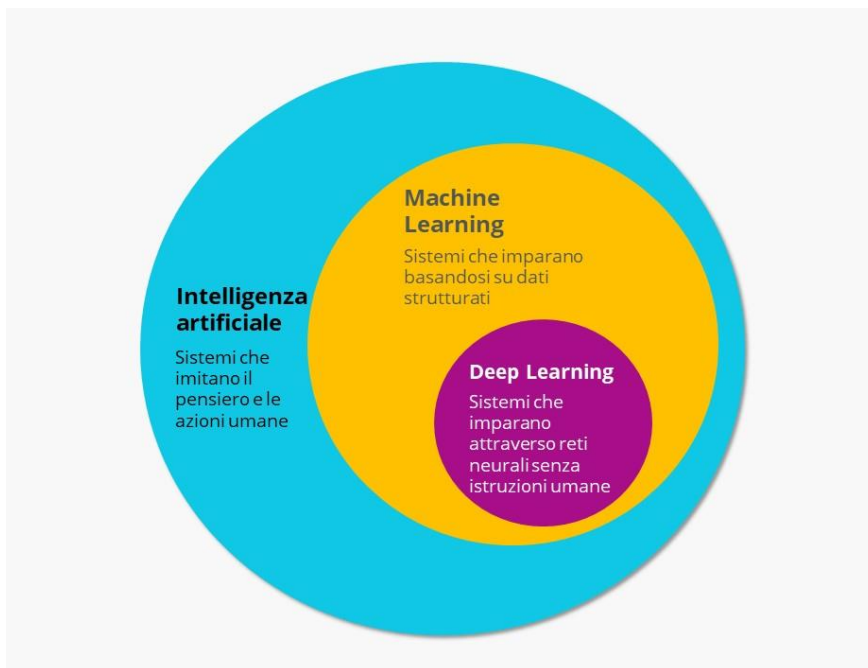 Machine
Learning
Sistemi che imparano
basandosi su dati
strutturati
Intelligenza
artificiale
Sistemi che
imitano il
pensiero e le
azioni umane
Deep Learning
Sistemi che
imparano
attraverso reti
neurali senza
istruzioni umane